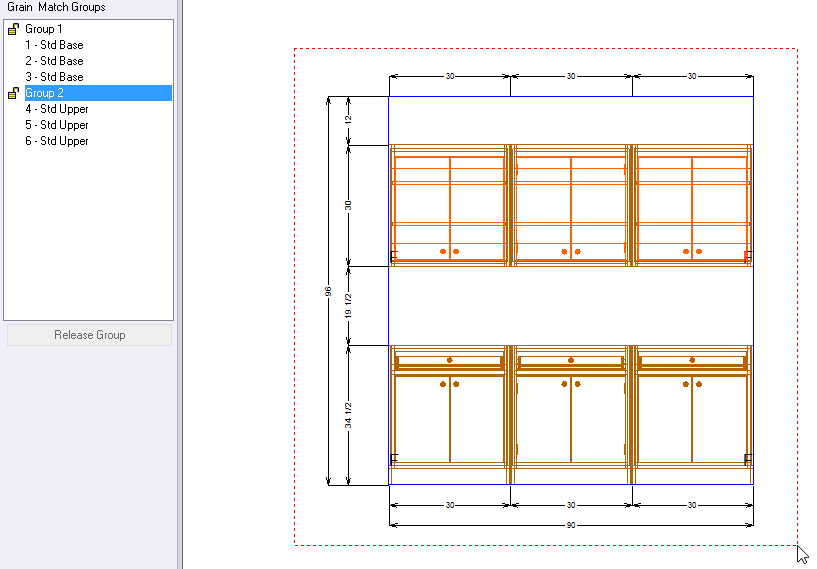 Grain Match Groups
Group 1
1 - Std Base
2 - Std Base
3 - Std Base
Group 2
4 - Std Upper
5 - Std Upper
6 - Std Upper
Release Group
30 30 30
12
30
96
19 1/2
34 1/2
30 30 30
90